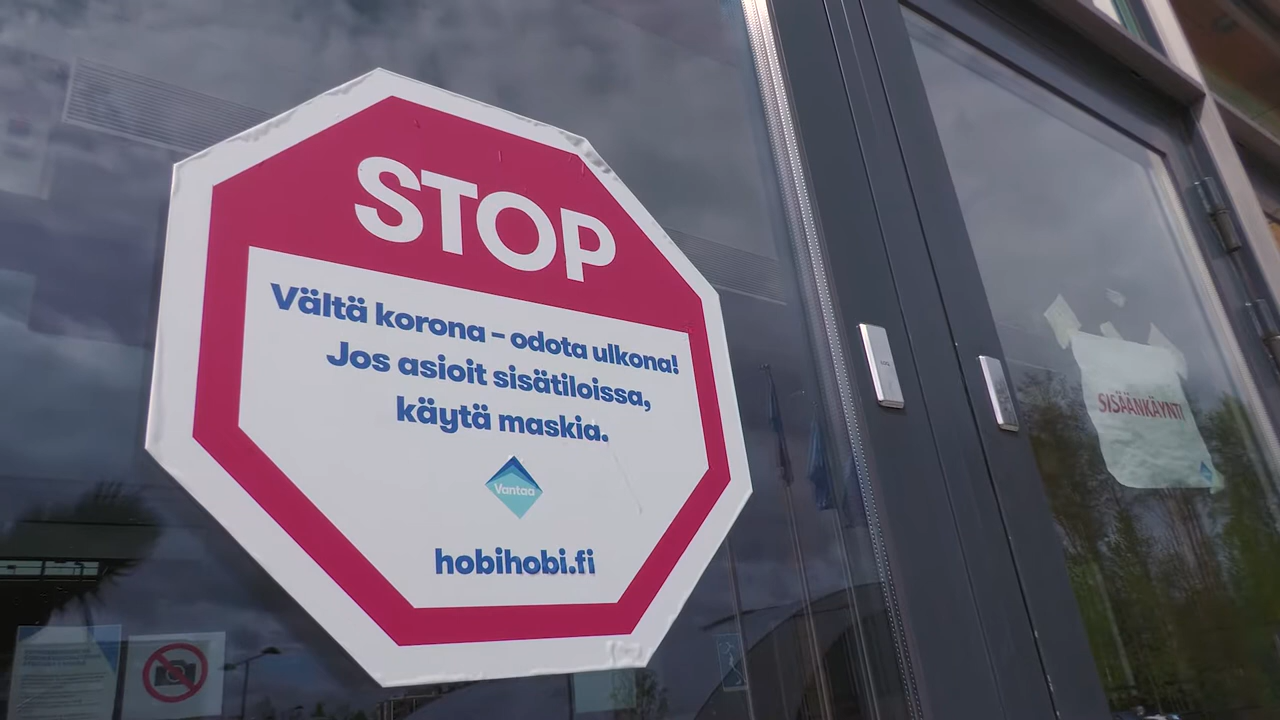 STOP
Vältä korona – odota ulkona!
Jos asioit sisätiloissa,
käytä maskia.
Vantaa
hobihobi.fi
SISÄÄNKÄYNTI